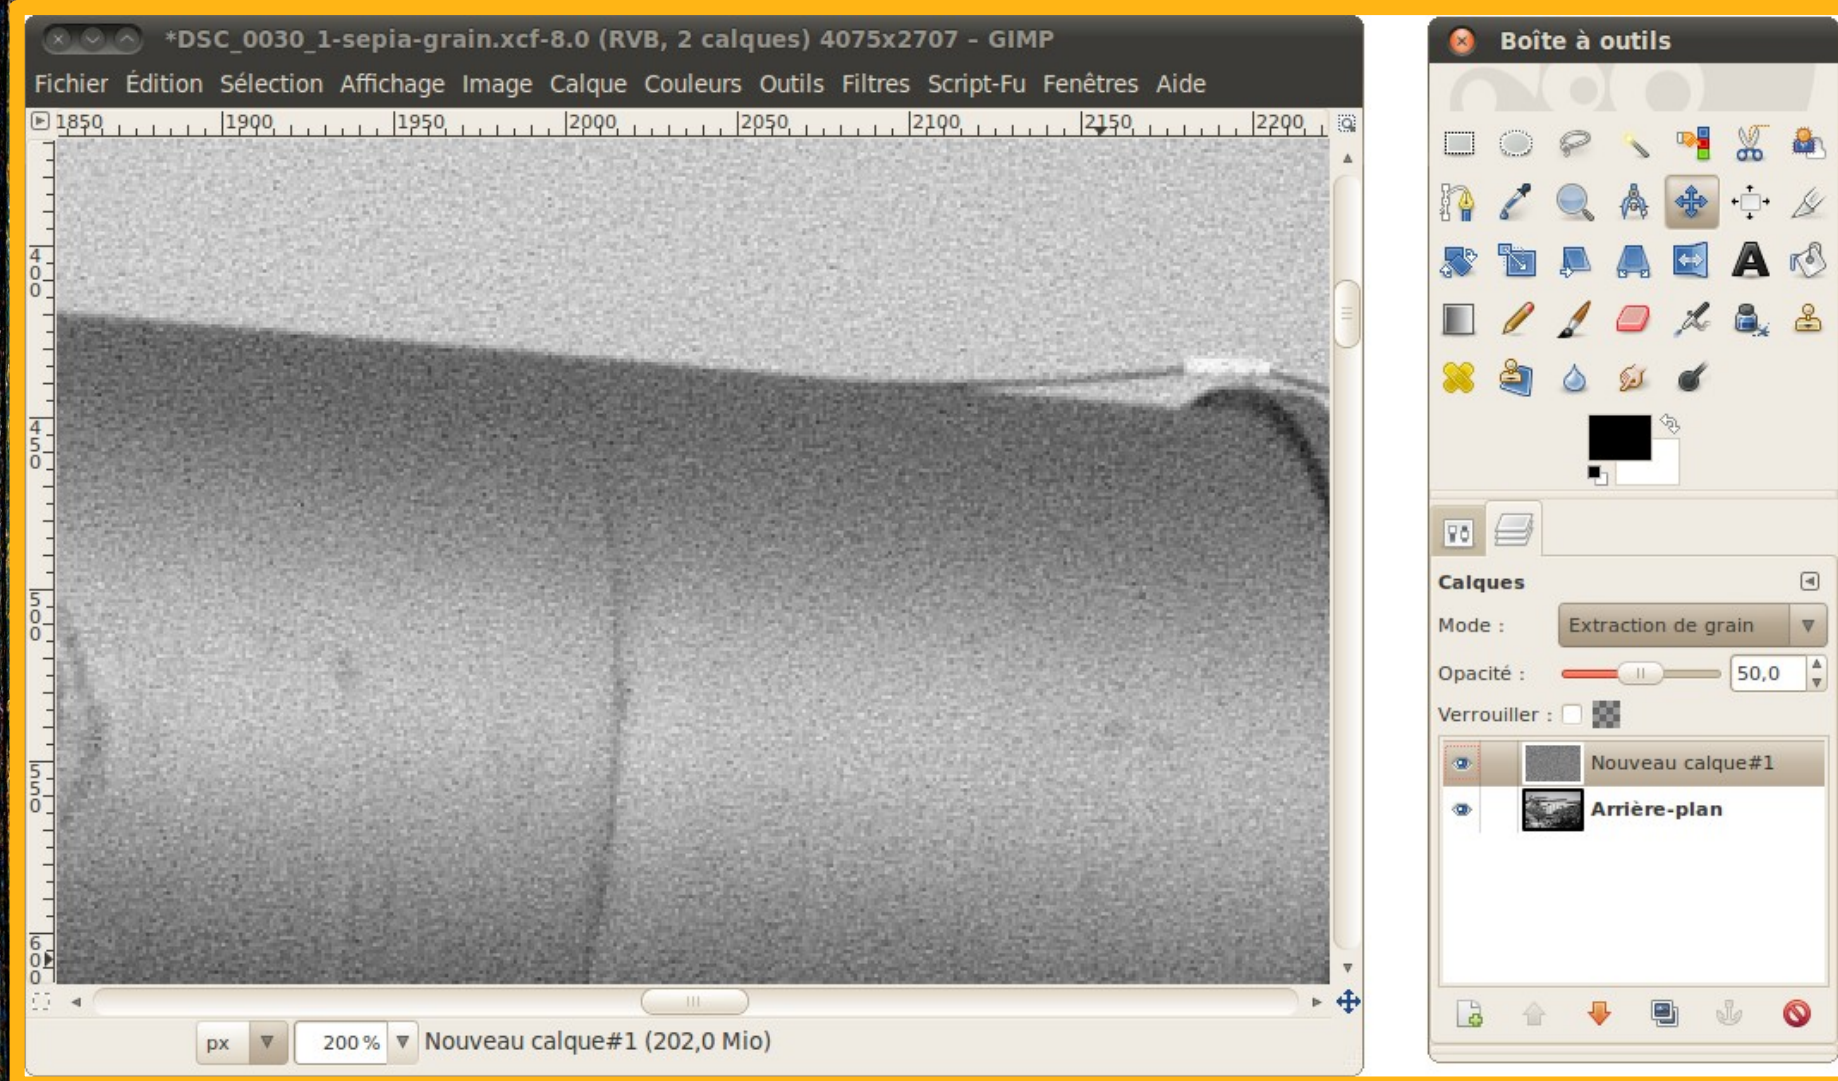 *DSC_0030_1-sepia-grain.xcf-8.0 (RVB, 2 calques) 4075x2707 – GIMP
Fichier Édition Sélection Affichage Image Calque Couleurs Outils Filtres Script-Fu Fenêtres Aide
1850 1900 1950 2000 2050 2100 2150 2200
400
450
500
550
600
px 200 % Nouveau calque#1 (202,0 Mio)
Boîte à outils
A
Calques
Mode : Extraction de grain
Opacité : 50,0
Verrouiller :
Nouveau calque#1
Arrière-plan